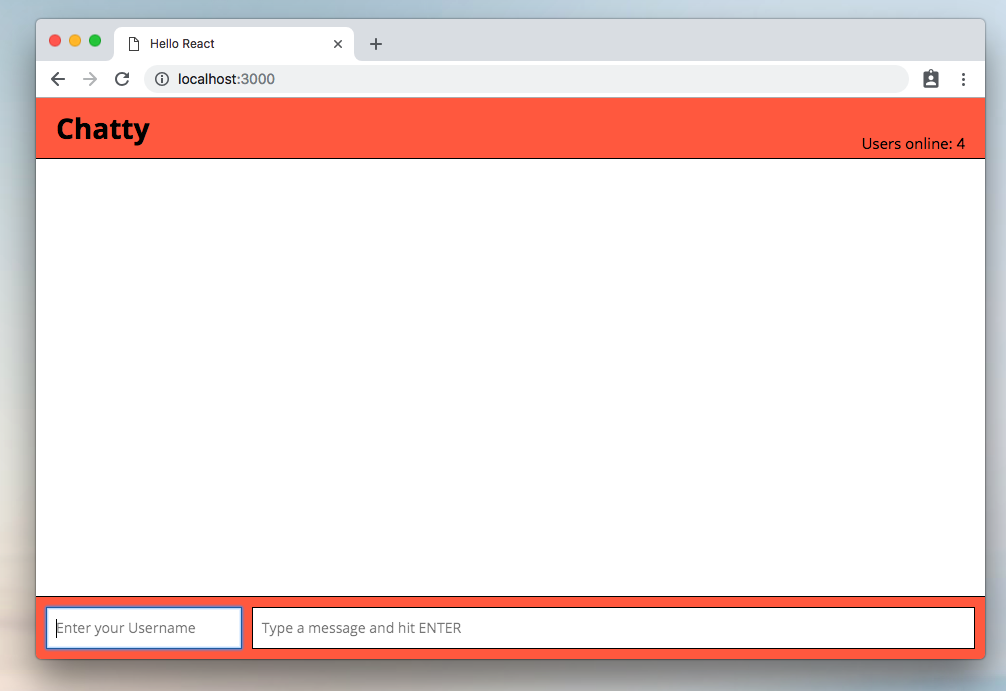 Hello React
localhost:3000
Chatty
Users online: 4
Enter your Username
Type a message and hit ENTER